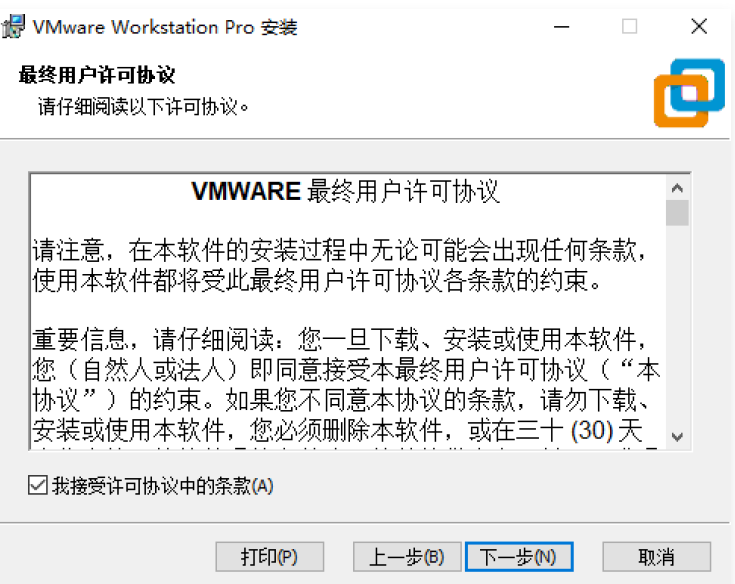 VMware Workstation Pro 安装
最终用户许可协议
请仔细阅读以下许可协议。
VMWARE 最终用户许可协议
请注意，在本软件的安装过程中无论可能会出现任何条款，
使用本软件都将受此最终用户许可协议各条款的约束。
重要信息，请仔细阅读：您一旦下载、安装或使用本软件，
您（自然人或法人）即同意接受本最终用户许可协议（“本
协议”）的约束。如果您不同意本协议的条款，请勿下载、
安装或使用本软件，您必须删除本软件，或在三十 (30) 天
我接受许可协议中的条款(A)
打印(P)
上一步(B)
下一步(N)
取消